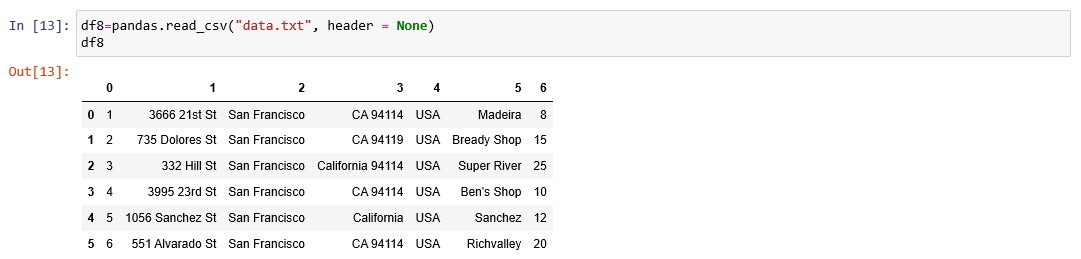 In [13]: df8=pandas.read_csv("data.txt", header = None)
df8
Out[13]:
0 1 2 3 4 5 6
0 1 3666 21st St San Francisco CA 94114 USA Madeira 8
1 2 735 Dolores St San Francisco CA 94119 USA Bready Shop 15
2 3 332 Hill St San Francisco California 94114 USA Super River 25
3 4 3995 23rd St San Francisco CA 94114 USA Ben's Shop 10
4 5 1056 Sanchez St San Francisco California USA Sanchez 12
5 6 551 Alvarado St San Francisco CA 94114 USA Richvalley 20